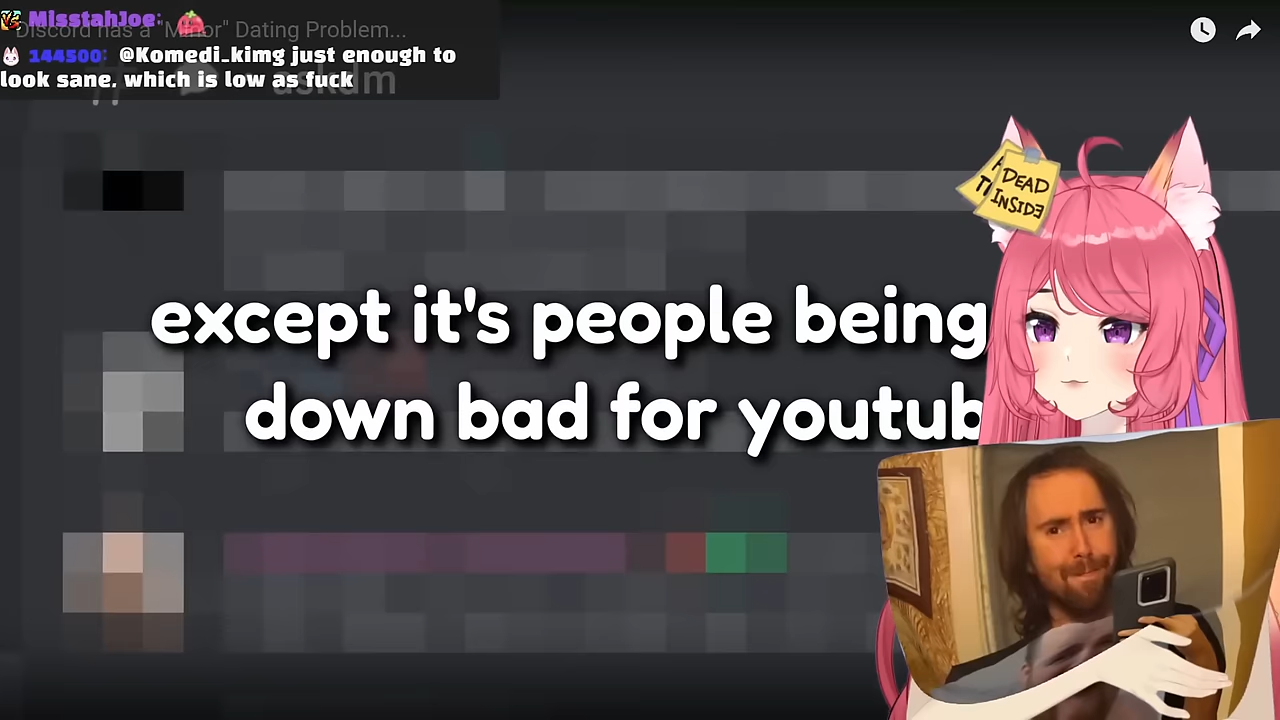 Discord has a "Minor" Dating Problem...
MisstahJoe:
144500: @Komedi_kimg just enough to
look sane. which is low as fuck
# askdm
except it's people being
down bad for youtub
DEAD
INSIDE